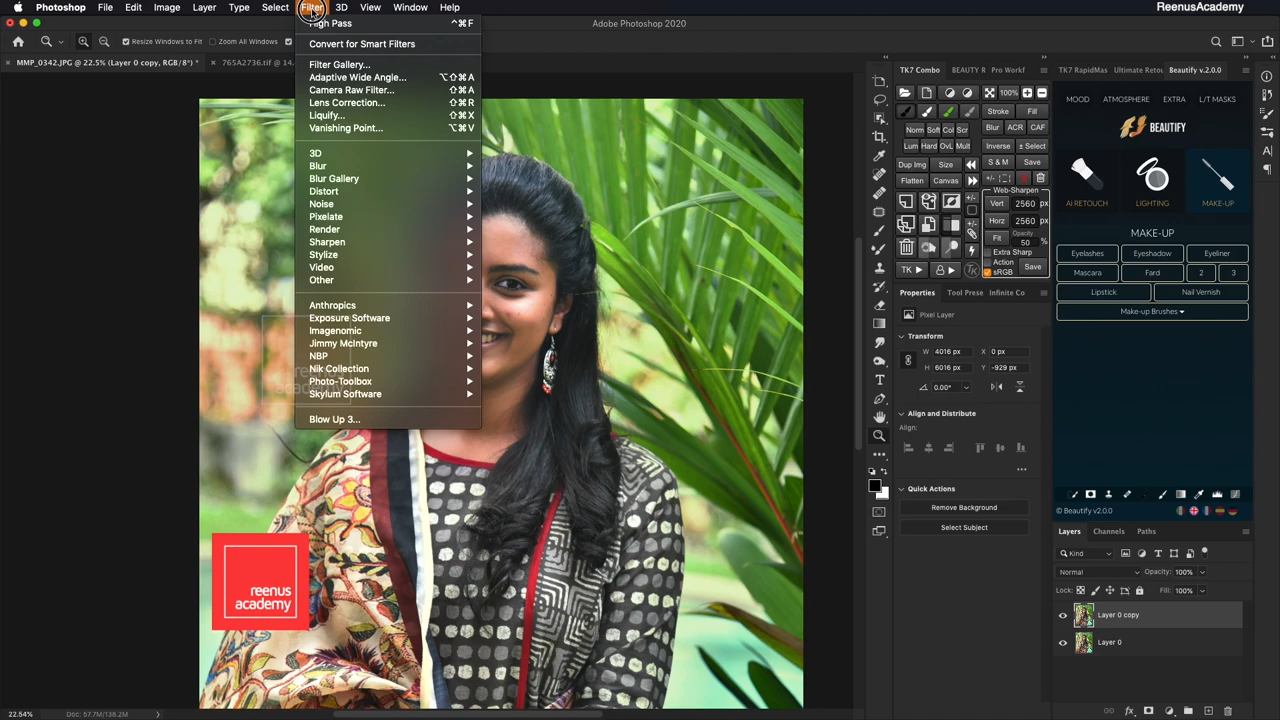 Photoshop File Edit Image Layer Type Select Filter 3D View Window Help ReenusAcademy
Adobe Photoshop 2020
High Pass ^⌘F
Resize Windows to Fit Zoom All Windows
MMP_0342.JPG @ 22.5% (Layer 0 copy, RGB/8*) * 765A2736.tif @ 14.
Convert for Smart Filters
Filter Gallery...
Adaptive Wide Angle... ⌥⇧⌘A
Camera Raw Filter... ⇧⌘A
Lens Correction... ⇧⌘R
Liquify... ⇧⌘X
Vanishing Point... ⌥⌘V
3D
Blur
Blur Gallery
Distort
Noise
Pixelate
Render
Sharpen
Stylize
Video
Other
Anthropics
Exposure Software
Imagenomic
Jimmy McIntyre
NBP
Nik Collection
Photo-Toolbox
Skylum Software
Blow Up 3...
reenus
academy
reenus
academy
22.54% Doc: 57.7M/138.2M
TK7 Combo BEAUTY R Pro Workf
100%
Stroke Fill
Norm Soft Col Scr Blur ACR CAF
Lum Hard OvL Mult Inverse ± Select
Dup Img Size S & M Save
Flatten Canvas
Web-Sharpen
Vert 2560 px
Horz 2560 px
Fit Opacity 50 %
Extra Sharp
Action
sRGB Save
TK
Properties Tool Prese Infinite Co
Pixel Layer
Transform
W 4016 px X 0 px
H 6016 px Y -929 px
0.00°
Align and Distribute
Align:
Quick Actions
Remove Background
Select Subject
TK7 RapidMas Ultimate Retou Beautify v.2.0.0
MOOD ATMOSPHERE EXTRA L/T MASKS
BEAUTIFY
AI RETOUCH LIGHTING MAKE-UP
MAKE-UP
Eyelashes Eyeshadow Eyeliner
Mascara Fard 2 3
Lipstick Nail Vernish
Make-up Brushes
© Beautify v2.0.0
Layers Channels Paths
Kind
Normal Opacity: 100%
Lock: Fill: 100%
Layer 0 copy
Layer 0
fx